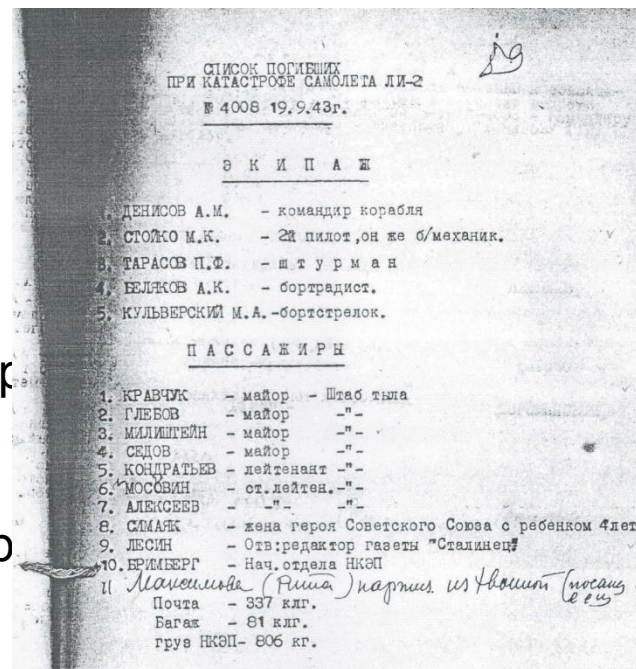 СПИСОК ПОГИБШИХ
ПРИ КАТАСТРОФЕ САМОЛЕТА ЛИ-2
№ 4008 19.9.43г.
Э К И П А Ж
1. ДЕНИСОВ А.М. - командир корабля
2. СТОЙКО М.К. - 2й пилот,он же б/механик.
3. ТАРАСОВ П.Ф. - ш т у р м а н
4. БЕЛЯКОВ А.К. - бортрадист.
5. КУЛЬВЕРСКИЙ М.А.-бортстрелок.
П А С С А Ж И Р Ы
1. КРАВЧУК - майор - Штаб тыла
2. ГЛЕБОВ - майор -"-
3. МИЛИШТЕЙН - майор -"-
4. СЕДОВ - майор -"-
5. КОНДРАТЬЕВ - лейтенант -"-
6. МОСОВИН - ст.лейтен.-"-
7. АЛЕКСЕЕВ - -"- -"-
8. СИМАЯК - жена героя Советского Союза с ребенком 4лет
9. ЛЕСИН - Отв:редактор газеты "Сталинец"
10. БРИМБЕРГ - Нач.отдела НКЭП
11 Максимова (Рита)
Почта - 337 клг.
Багаж - 81 клг.
груз НКЭП- 806 кг.